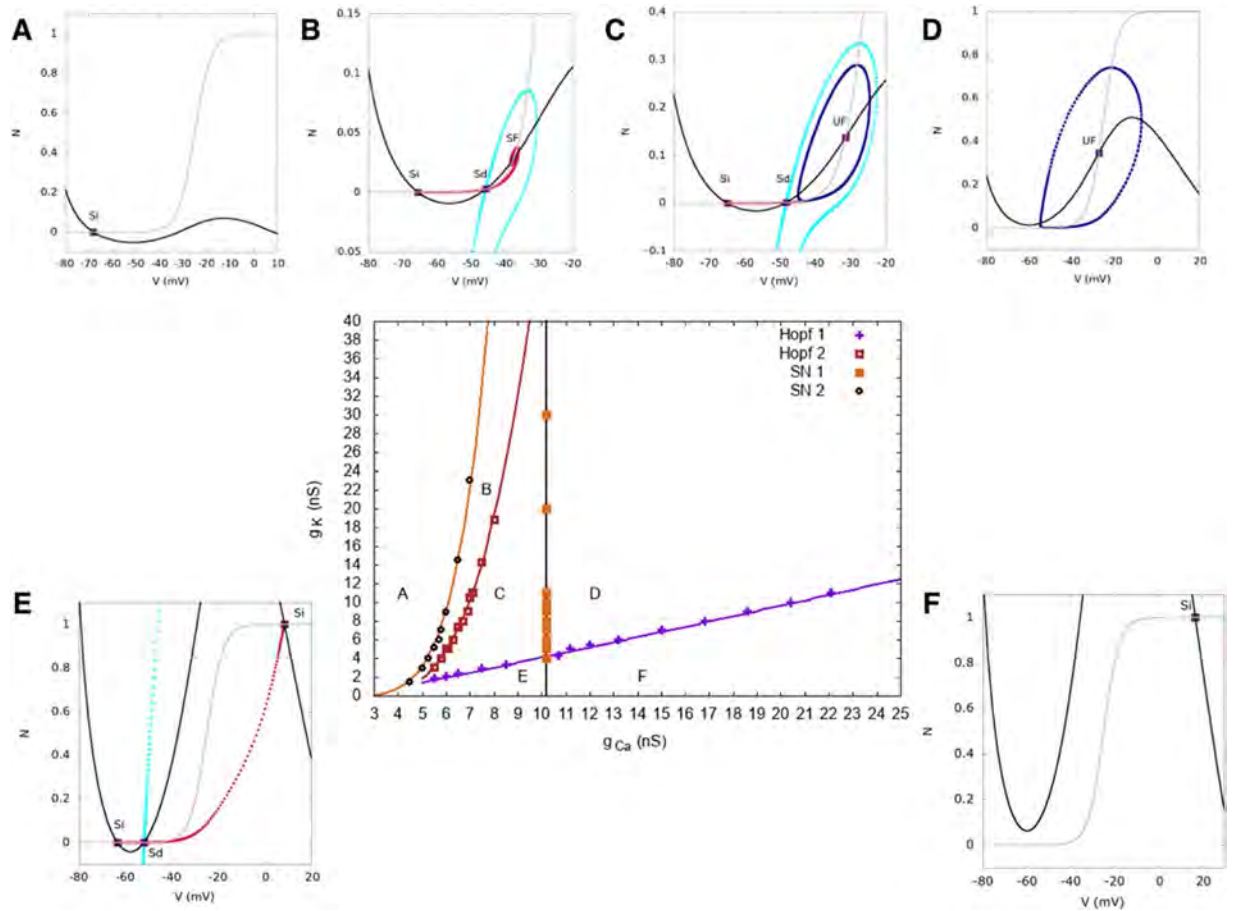 A
1
0.8
0.6
0.4
0.2
0
N
Si
-80 -70 -60 -50 -40 -30 -20 -10 0 10
V (mV)
B
0.15
0.1
0.05
0
0.05
N
Si
Sd
SF
-80 -70 -60 -50 -40 -30 -20
V (mV)
C
0.4
0.3
0.2
0.1
0
-0.1
N
Si
Sd
UF
-80 -70 -60 -50 -40 -30 -20
V (mV)
D
1
0.8
0.6
0.4
0.2
0
N
UF
-80 -60 -40 -20 0 20
V (mV)
40
38
36
34
32
30
28
26
24
22
20
18
16
14
12
10
8
6
4
2
0
g K (nS)
Hopf 1
Hopf 2
SN 1
SN 2
A
B
C
D
E
F
3 4 5 6 7 8 9 10 11 12 13 14 15 16 17 18 19 20 21 22 23 24 25
g Ca (nS)
E
1
0.8
0.6
0.4
0.2
0
N
Si
Si
Sd
-80 -60 -40 -20 0 20
V (mV)
F
1
0.8
0.6
0.4
0.2
0
N
Si
-80 -60 -40 -20 0 20
V (mV)